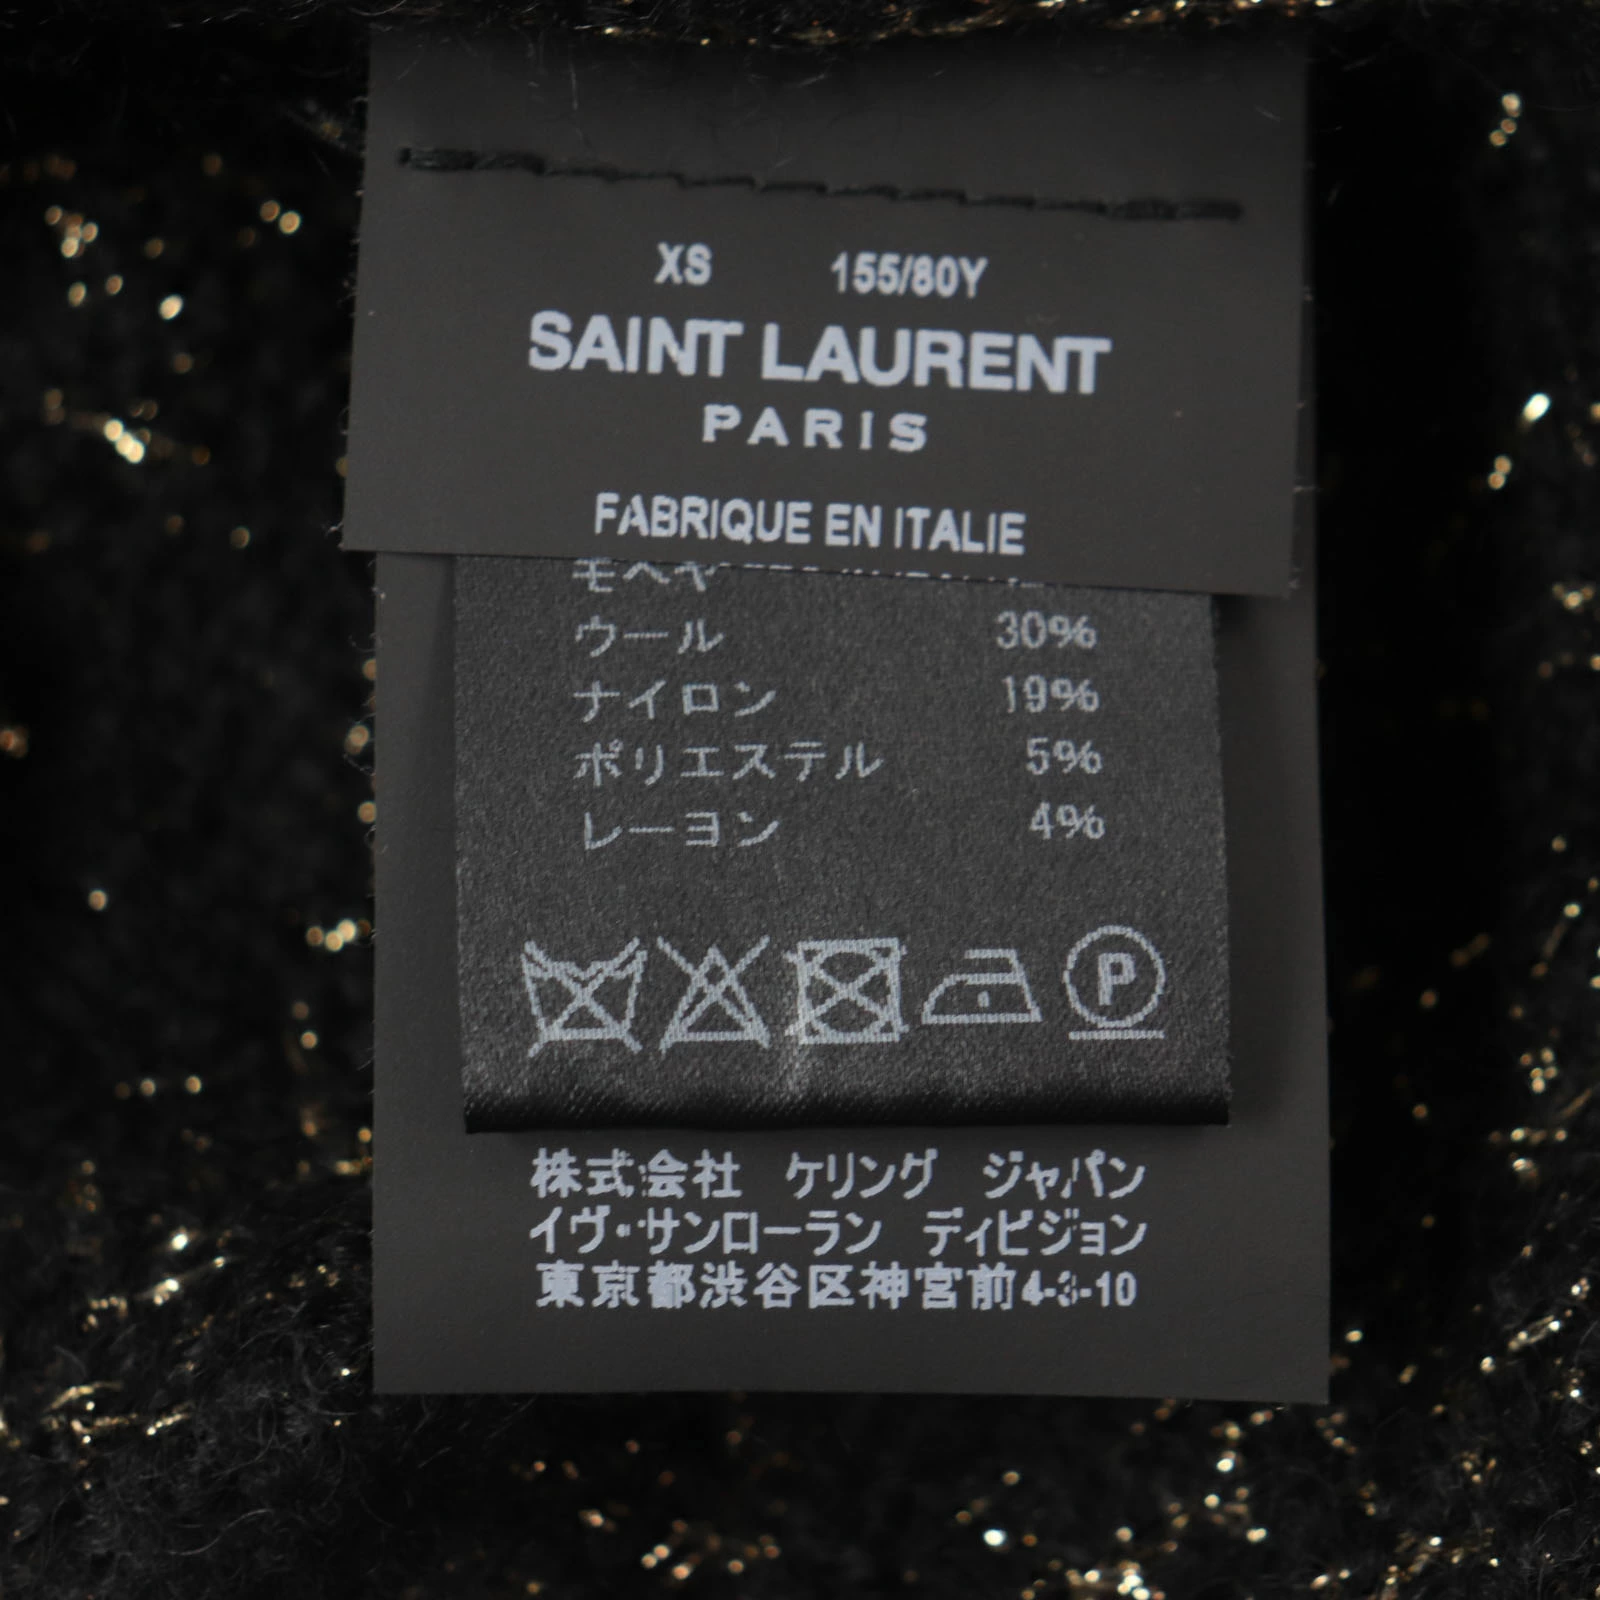 XS 155/80Y
SAINT LAURENT
PARIS
FABRIQUE EN ITALIE
モヘヤ
ウール 30%
ナイロン 19%
ポリエステル 5%
レーヨン 4%
P
株式会社 ケリング ジャパン
イヴ・サンローラン ディビジョン
東京都渋谷区神宮前4-3-10